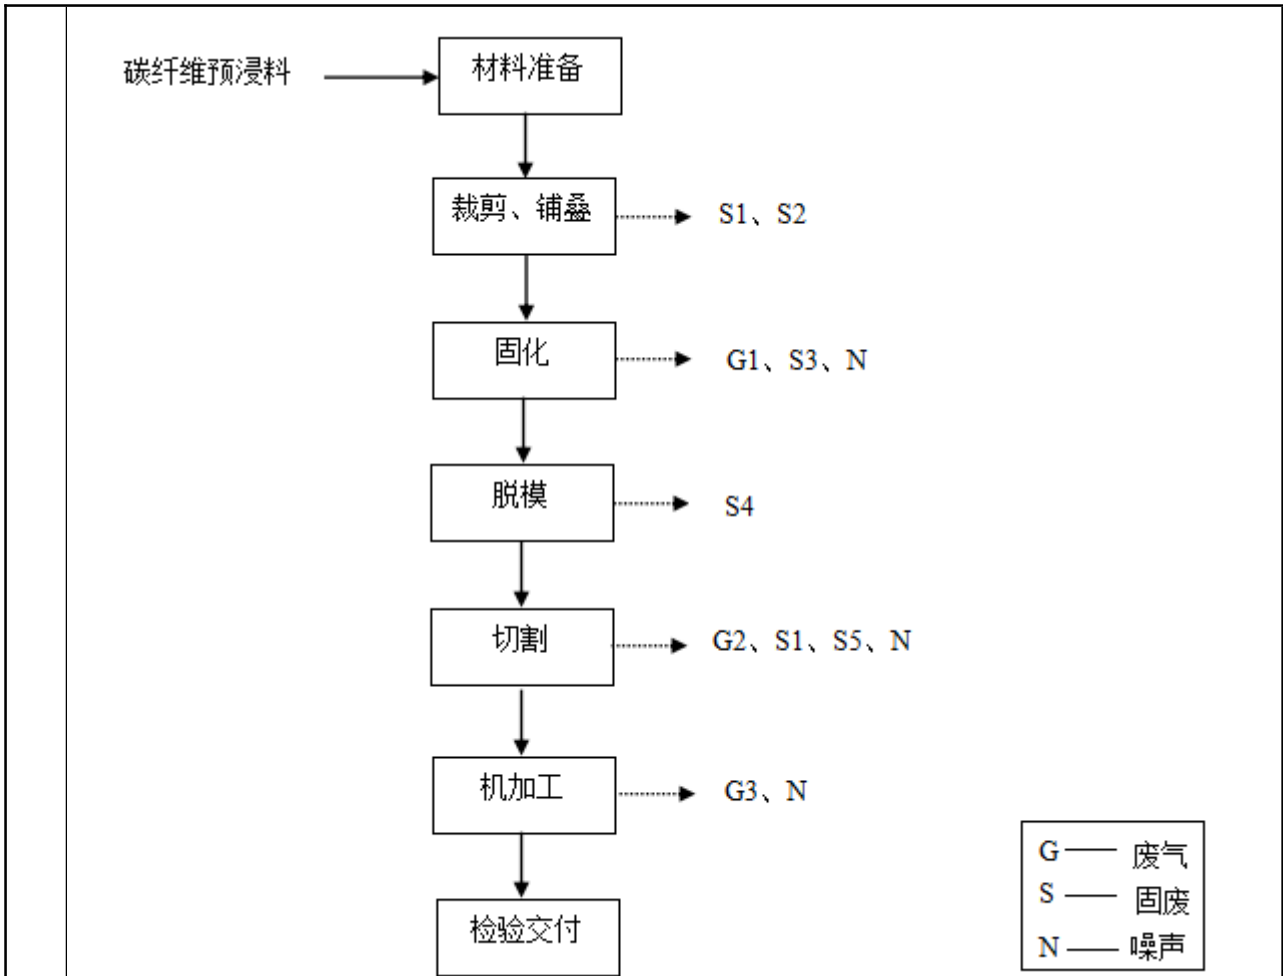 碳纤维预浸料
材料准备
裁剪、铺叠
S1、S2
固化
G1、S3、N
脱模
S4
切割
G2、S1、S5、N
机加工
G3、N
检验交付
G —— 废气
S —— 固废
N —— 噪声